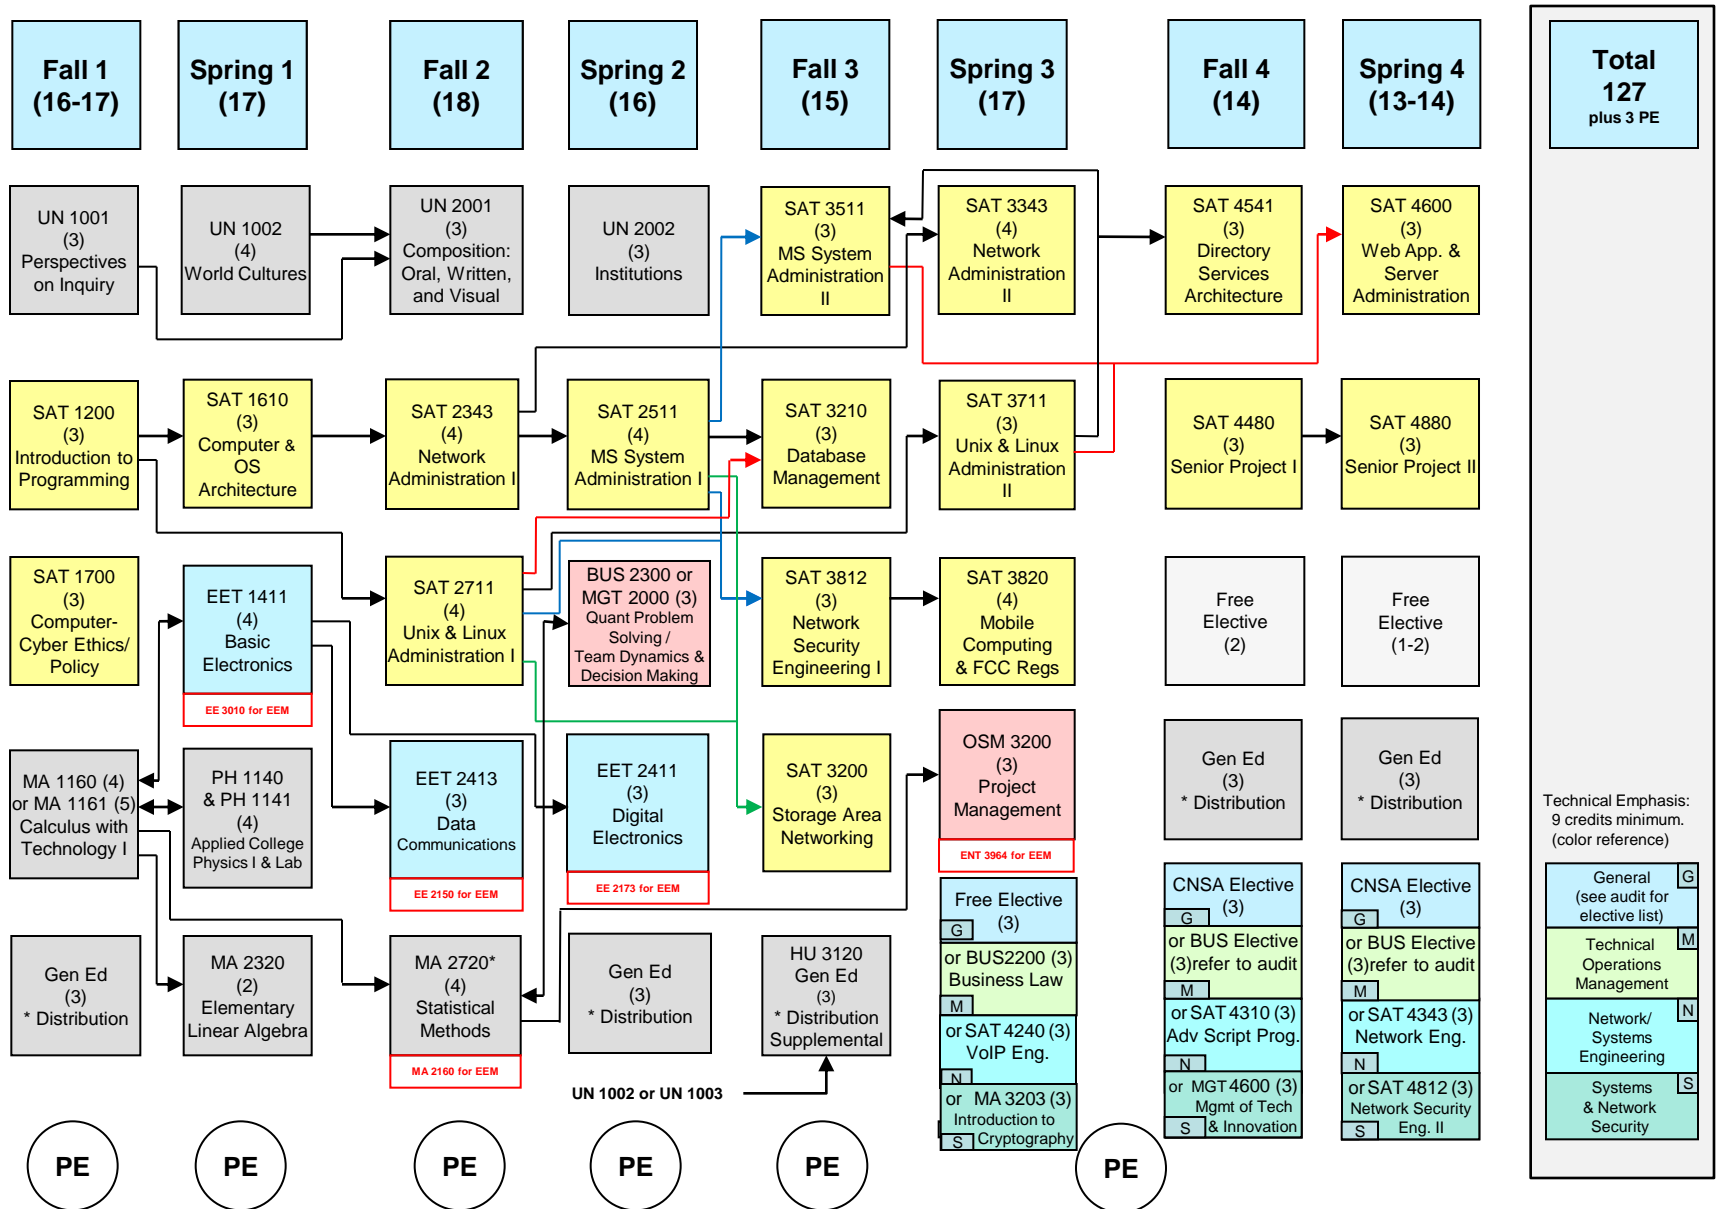 Fall 1
(16-17)
Spring 1
(17)
Fall 2
(18)
Spring 2
(16)
Fall 3
(15)
Spring 3
(17)
Fall 4
(14)
Spring 4
(13-14)
Total
127
plus 3 PE
UN 1001
(3)
Perspectives
on Inquiry
UN 1002
(4)
World Cultures
UN 2001
(3)
Composition:
Oral, Written,
and Visual
UN 2002
(3)
Institutions
SAT 3511
(3)
MS System
Administration
II
SAT 3343
(4)
Network
Administration
II
SAT 4541
(3)
Directory
Services
Architecture
SAT 4600
(3)
Web App. &
Server
Administration
SAT 1200
(3)
Introduction to
Programming
SAT 1610
(3)
Computer &
OS
Architecture
SAT 2343
(4)
Network
Administration I
SAT 2511
(4)
MS System
Administration I
SAT 3210
(3)
Database
Management
SAT 3711
(3)
Unix & Linux
Administration
II
SAT 4480
(3)
Senior Project I
SAT 4880
(3)
Senior Project II
SAT 1700
(3)
Computer-
Cyber Ethics/
Policy
EET 1411
(4)
Basic
Electronics
EE 3010 for EEM
SAT 2711
(4)
Unix & Linux
Administration I
BUS 2300 or
MGT 2000 (3)
Quant Problem
Solving /
Team Dynamics &
Decision Making
SAT 3812
(3)
Network
Security
Engineering I
SAT 3820
(4)
Mobile
Computing
& FCC Regs
Free
Elective
(2)
Free
Elective
(1-2)
MA 1160 (4)
or MA 1161 (5)
Calculus with
Technology I
PH 1140
& PH 1141
(4)
Applied College
Physics I & Lab
EET 2413
(3)
Data
Communications
EE 2150 for EEM
EET 2411
(3)
Digital
Electronics
EE 2173 for EEM
SAT 3200
(3)
Storage Area
Networking
OSM 3200
(3)
Project
Management
ENT 3964 for EEM
Gen Ed
(3)
* Distribution
Gen Ed
(3)
* Distribution
Technical Emphasis:
9 credits minimum.
(color reference)
Gen Ed
(3)
* Distribution
MA 2320
(2)
Elementary
Linear Algebra
MA 2720*
(4)
Statistical
Methods
MA 2160 for EEM
Gen Ed
(3)
* Distribution
HU 3120
Gen Ed
(3)
* Distribution
Supplemental
UN 1002 or UN 1003
Free Elective
(3)
G
or BUS2200 (3)
Business Law
M
or SAT 4240 (3)
VoIP Eng.
N
or MA 3203 (3)
Introduction to
Cryptography
S
CNSA Elective
(3)
G
or BUS Elective
(3)refer to audit
M
or SAT 4310 (3)
Adv Script Prog.
N
or MGT 4600 (3)
Mgmt of Tech
& Innovation
S
CNSA Elective
(3)
G
or BUS Elective
(3)refer to audit
M
or SAT 4343 (3)
Network Eng.
N
or SAT 4812 (3)
Network Security
Eng. II
S
General
(see audit for
elective list)
G
Technical
Operations
Management
M
Network/
Systems
Engineering
N
Systems
& Network
Security
S
PE
PE
PE
PE
PE
PE